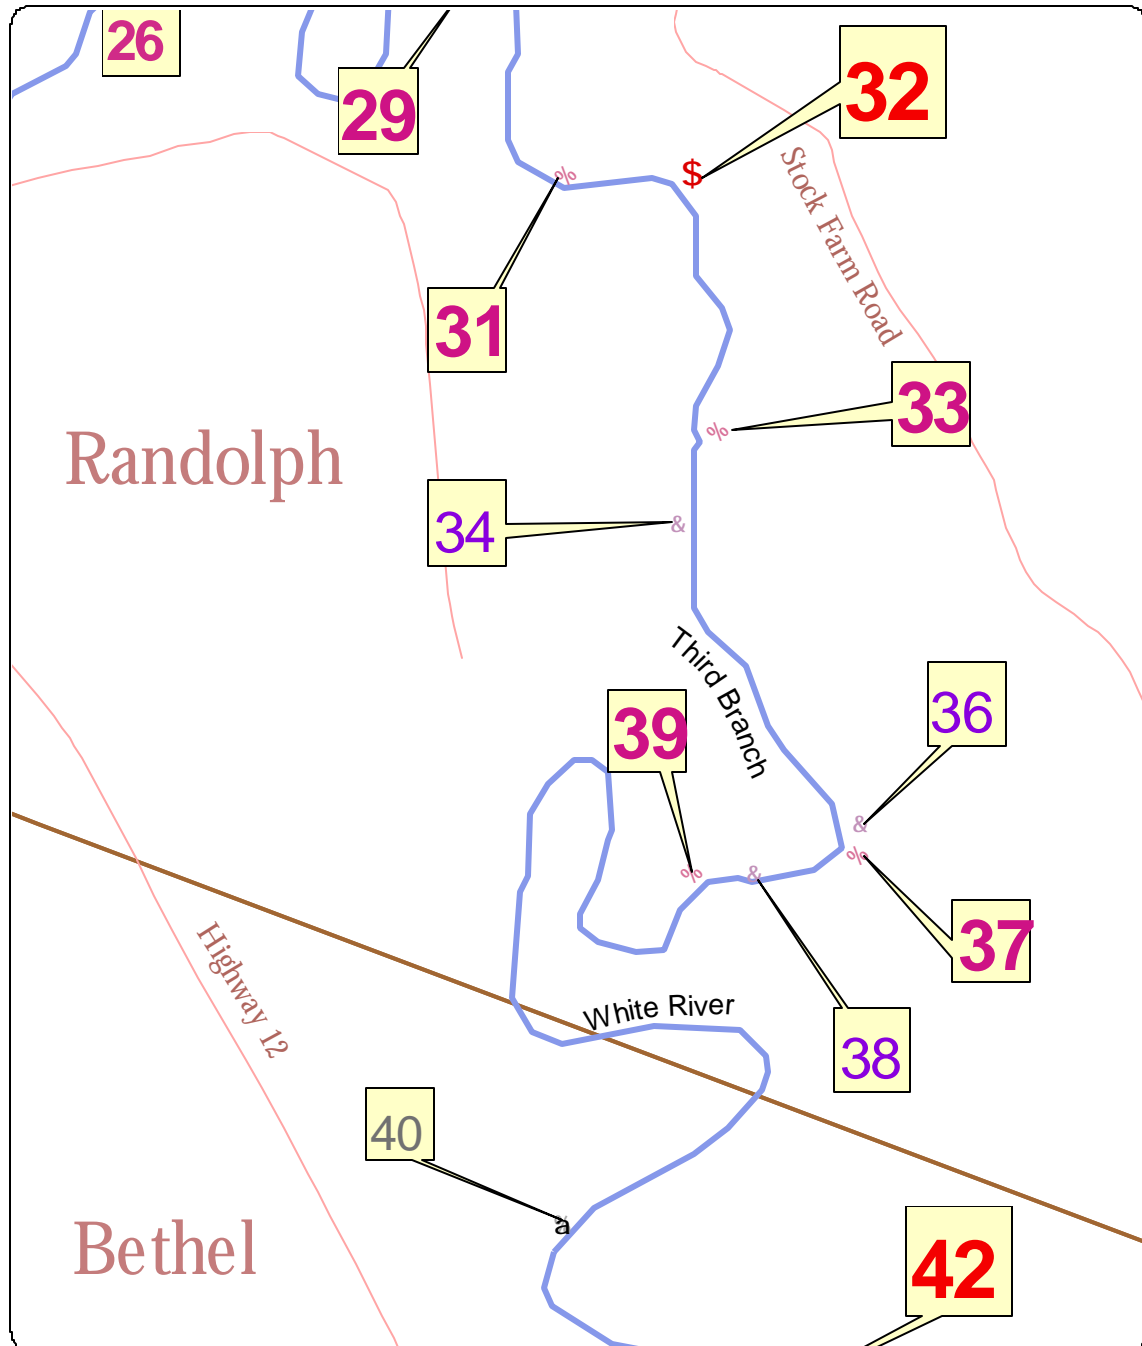 26
29
32
$
%
Stock Farm Road
31
33
%
Randolph
34
&
Third Branch
36
39
&
%
%
&
37
Highway 12
White River
38
40
a
Bethel
42